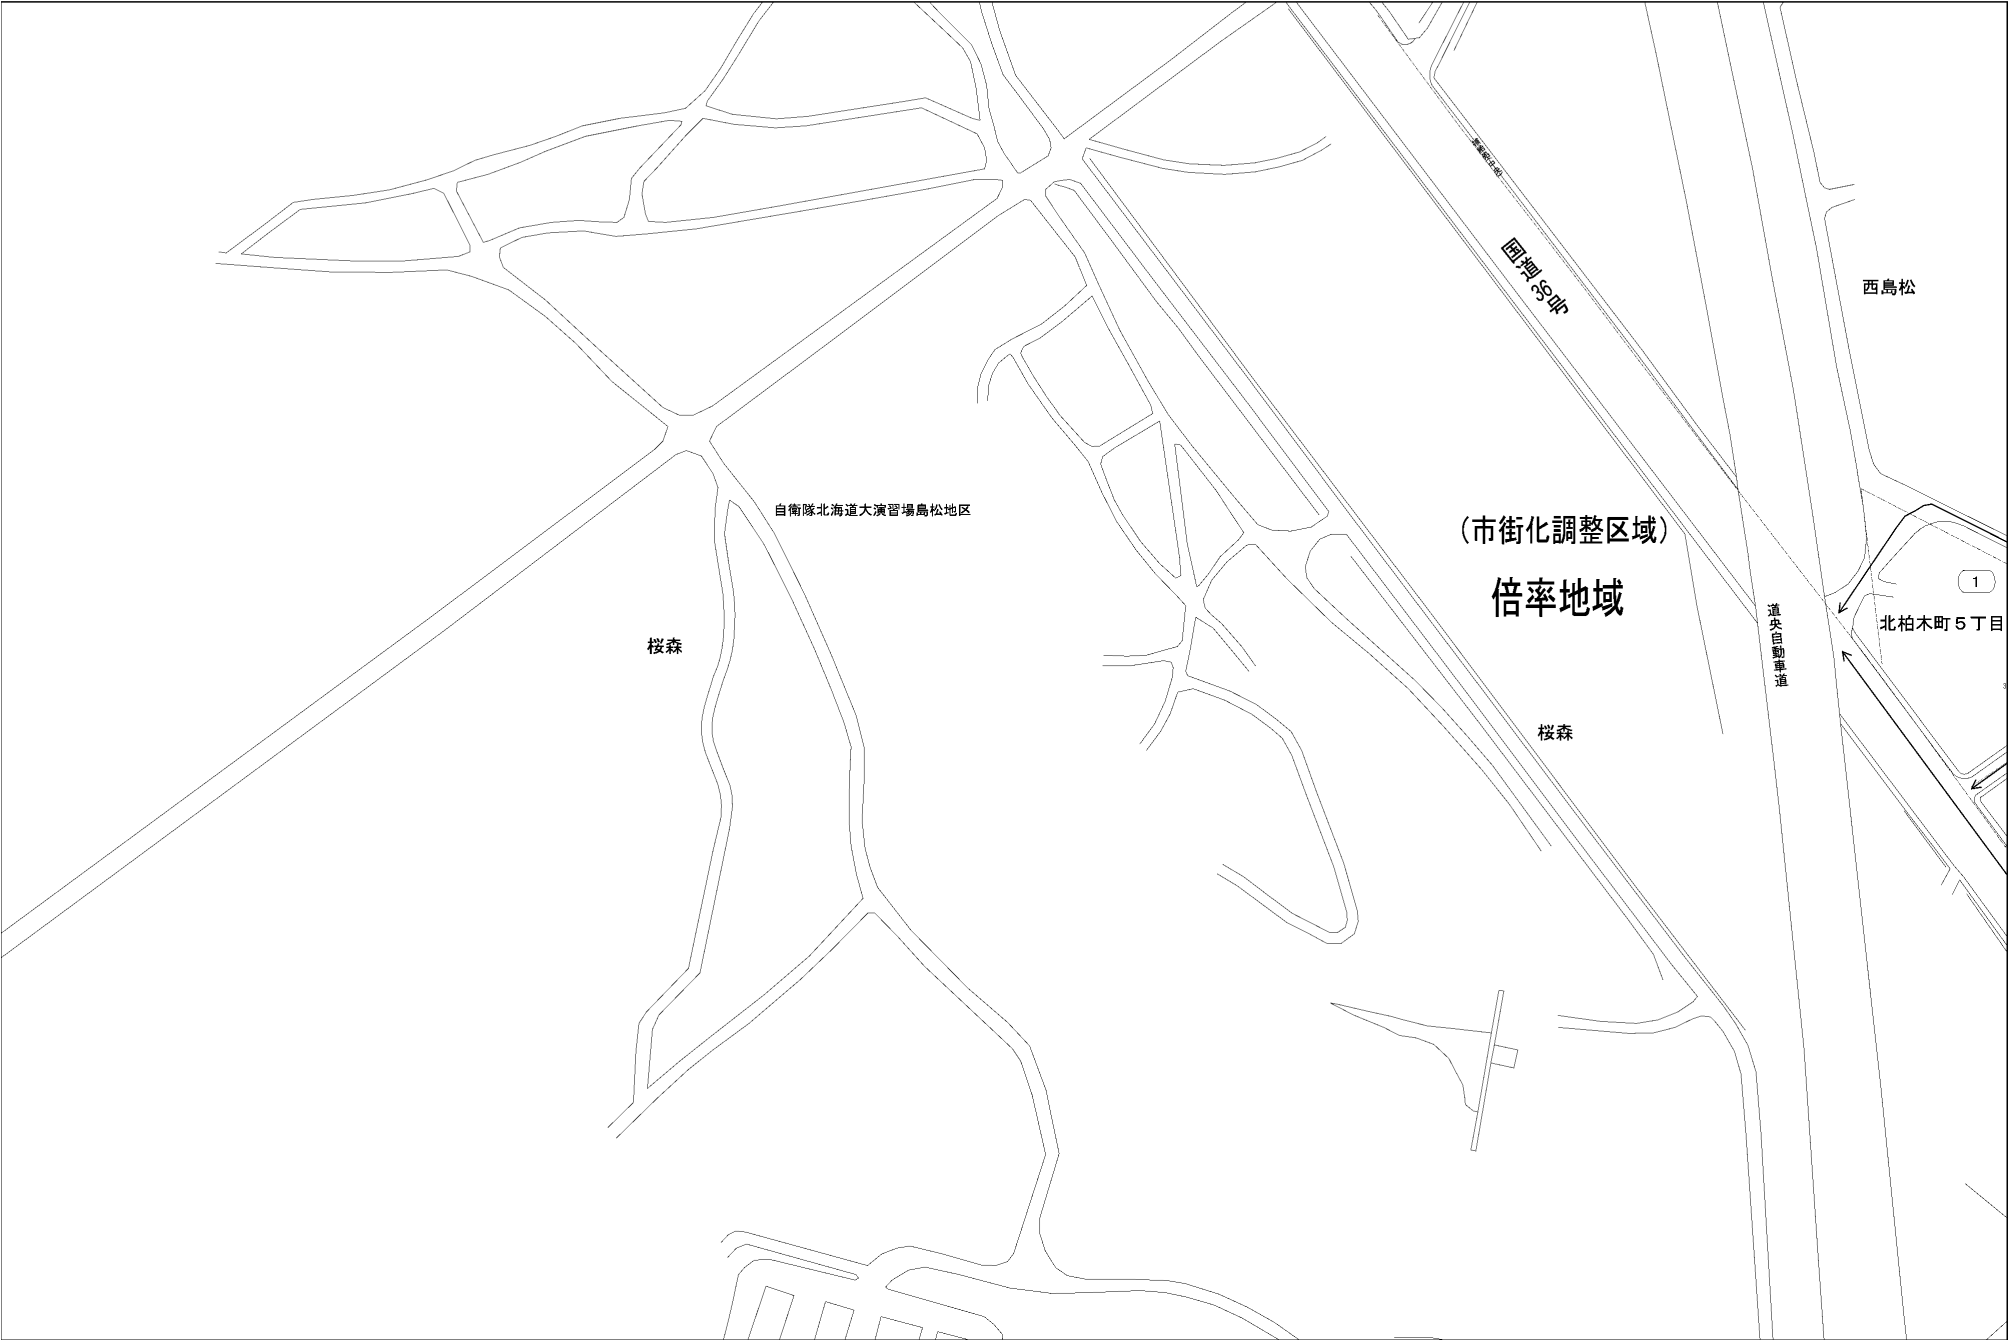 国道36号
西島松
自衛隊北海道大演習場島松地区
(市街化調整区域)
倍率地域
1
道央自動車道
北柏木町5丁目
桜森
3
桜森